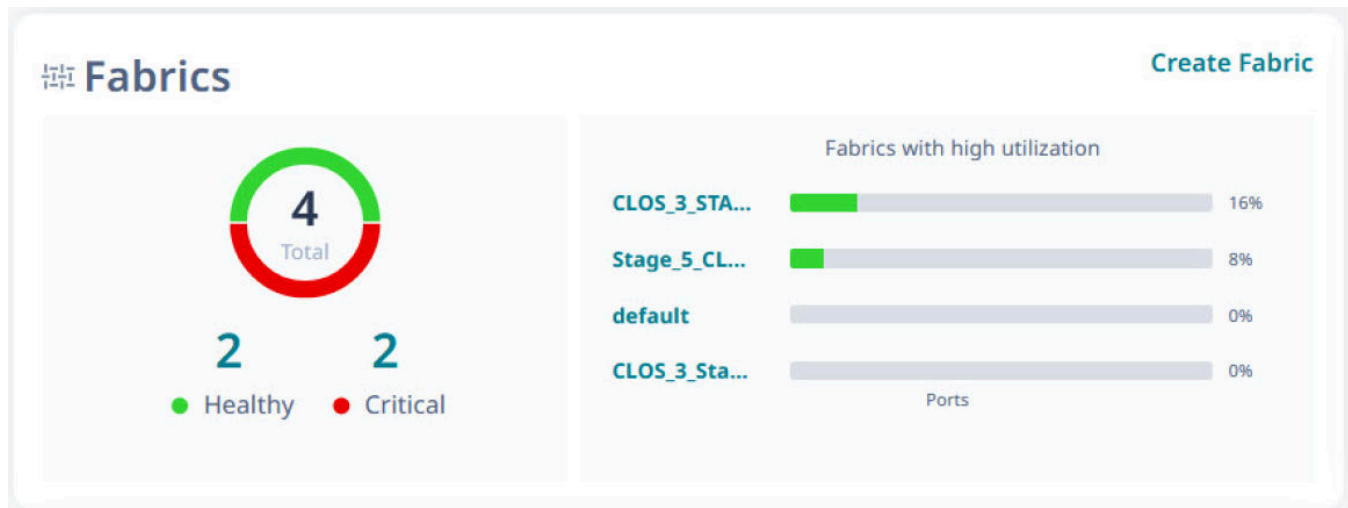 Fabrics
Create Fabric
4
Total
2 2
Healthy Critical
Fabrics with high utilization
CLOS_3_STA... 16%
Stage_5_CL... 8%
default 0%
CLOS_3_Sta... 0%
Ports